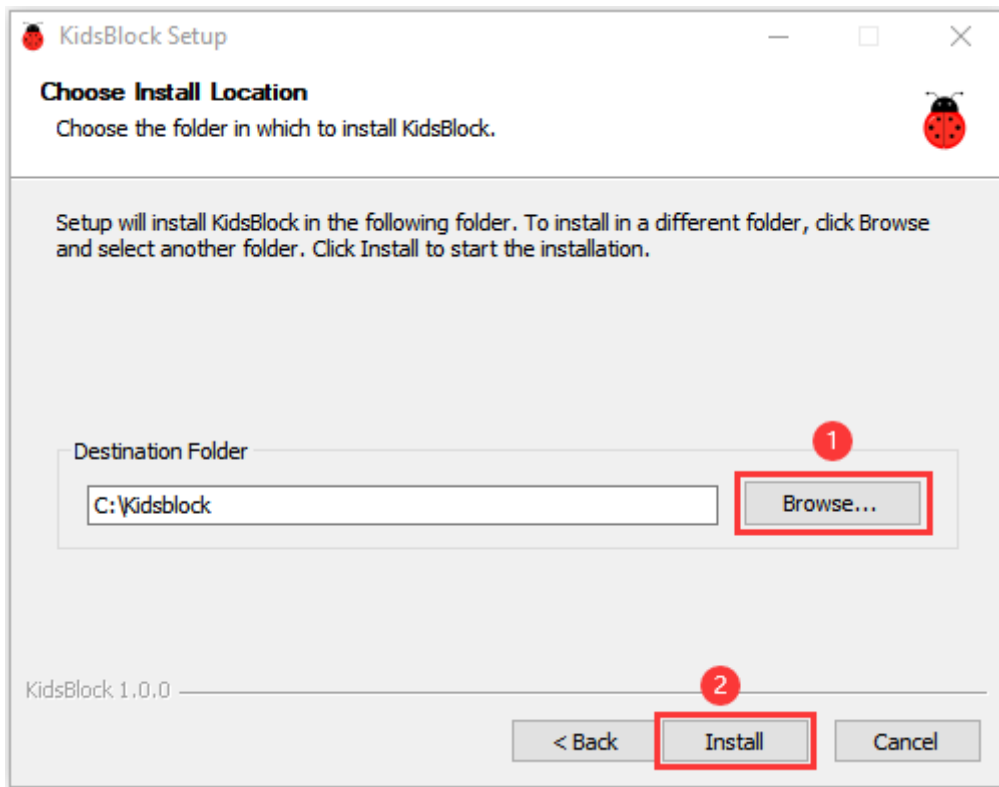 KidsBlock Setup
Choose Install Location
Choose the folder in which to install KidsBlock.
Setup will install KidsBlock in the following folder. To install in a different folder, click Browse
and select another folder. Click Install to start the installation.
Destination Folder
1
C:\Kidsblock
Browse...
KidsBlock 1.0.0
2
< Back
Install
Cancel